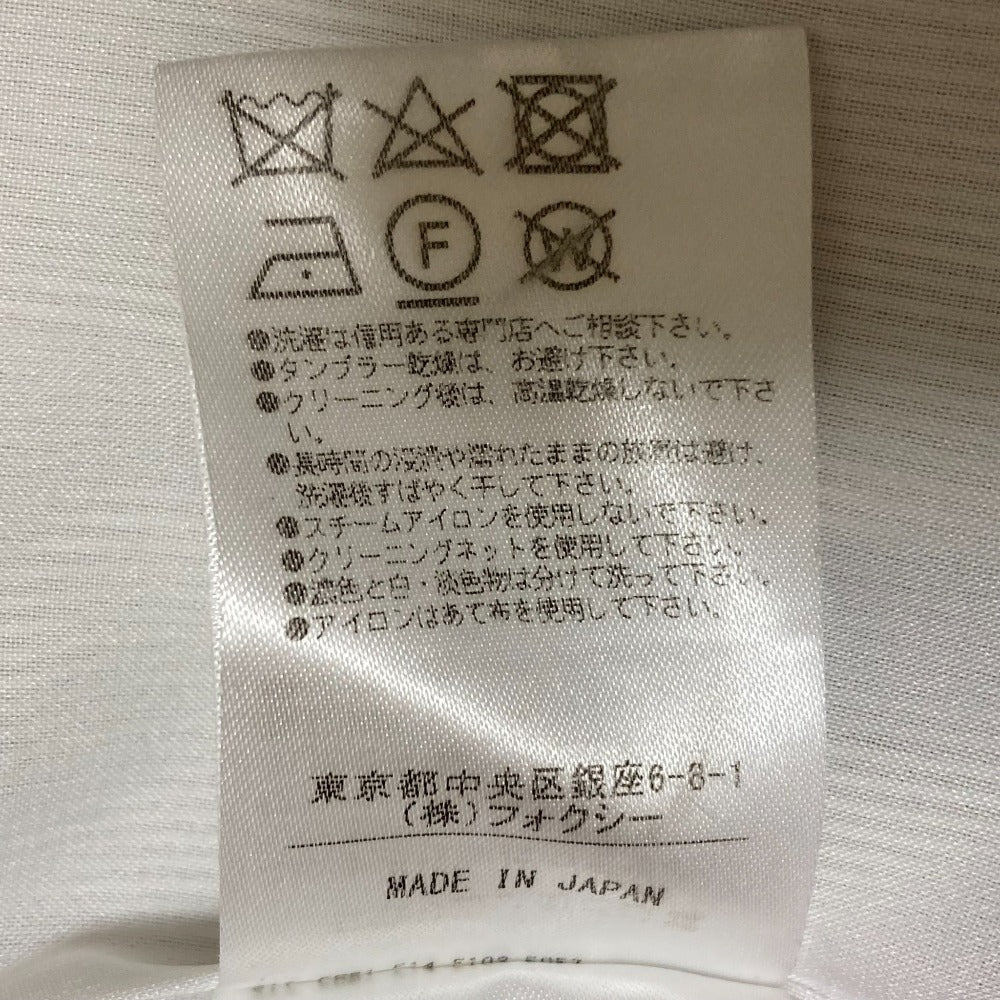 F
W
●洗濯は信用ある専門店へご相談下さい。
●タンブラー乾燥は、お避け下さい。
●クリーニング後は、高温乾燥しないで下さ
い。
●長時間の浸漬や濡れたままの放置は避け、
洗濯後すばやく干して下さい。
●スチームアイロンを使用しないで下さい。
●クリーニングネットを使用して下さい。
●濃色と白・淡色物は分けて洗って下さい。
●アイロンはあて布を使用して下さい。
東京都中央区銀座6-8-1
(株)フォクシー
MADE IN JAPAN